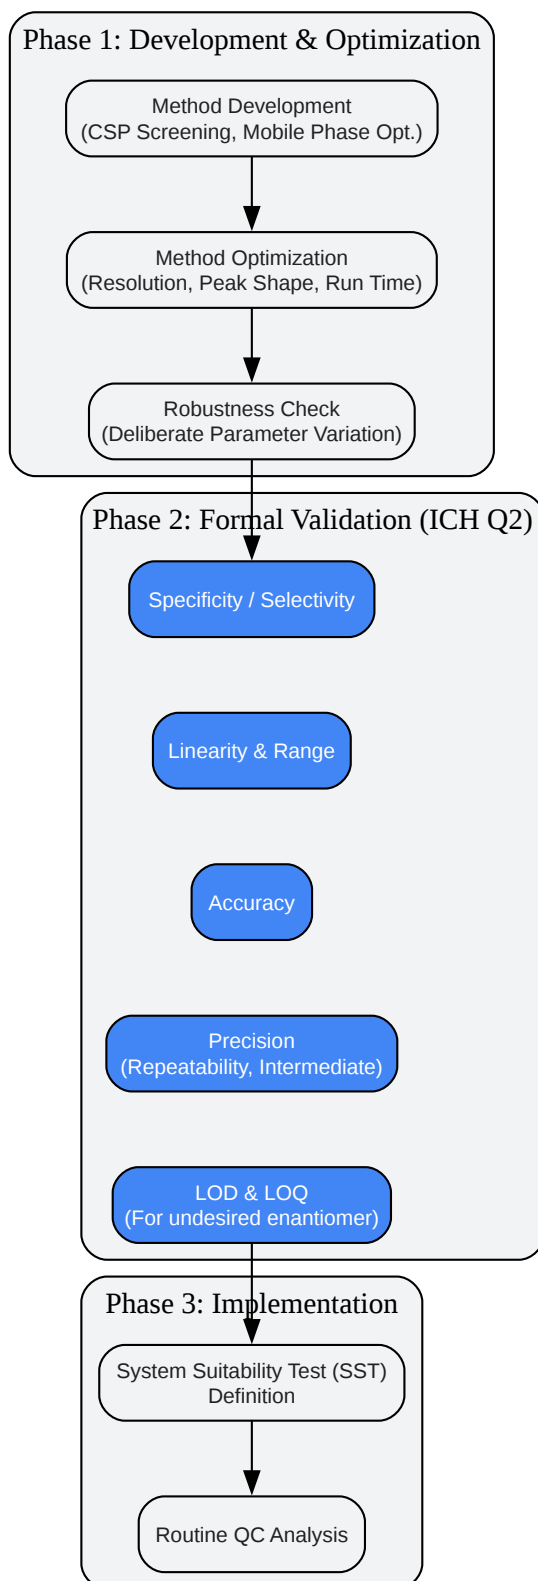 Phase 1: Development & Optimization
Method Development
(CSP Screening, Mobile Phase Opt.)
Method Optimization
(Resolution, Peak Shape, Run Time)
Robustness Check
(Deliberate Parameter Variation)
Phase 2: Formal Validation (ICH Q2)
Specificity / Selectivity
Linearity & Range
Accuracy
Precision
(Repeatability, Intermediate)
LOD & LOQ
(For undesired enantiomer)
Phase 3: Implementation
System Suitability Test (SST)
Definition
Routine QC Analysis